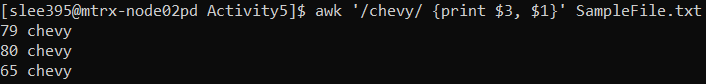 [slee395@mtrx-node02pd Activity5]$ awk '/chevy/ {print $3, $1}' SampleFile.txt
79 chevy
80 chevy
65 chevy